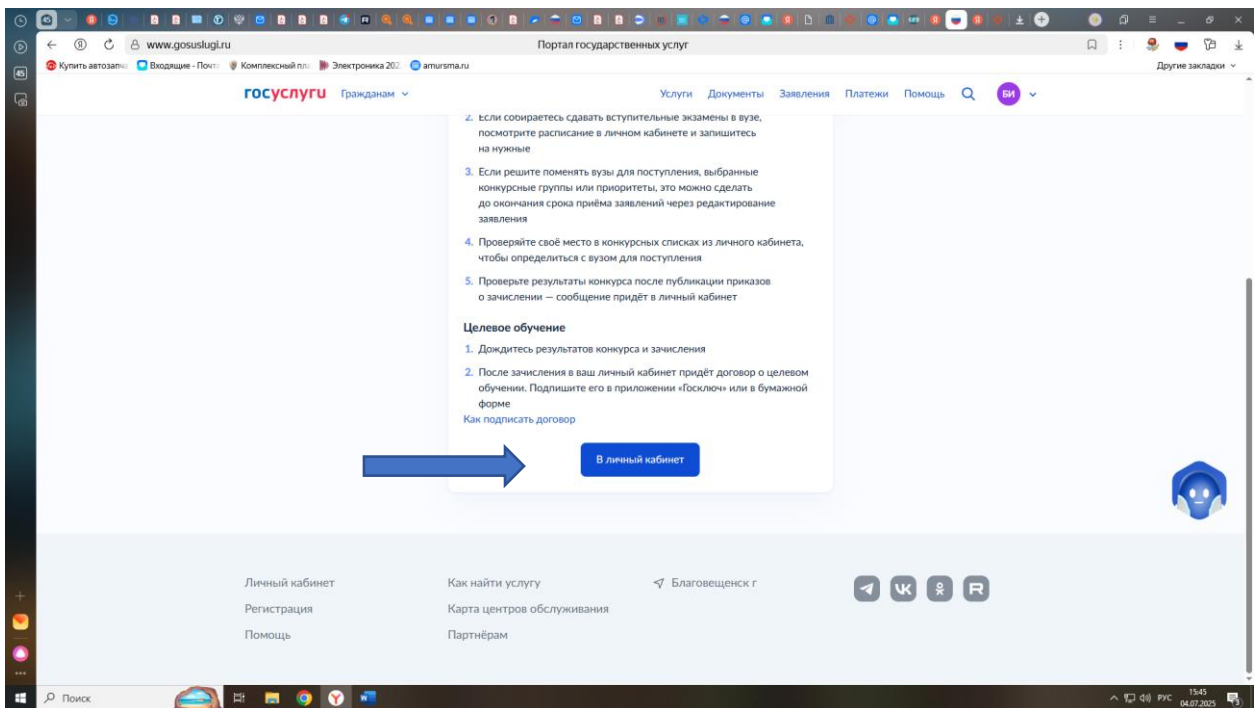 45
www.gosuslugi.ru
Портал государственных услуг
45
Купить автозапча
Входящие - Почт
Комплексный пла
Электроника 202
amursma.ru
Другие закладки
госуслуги
Гражданам
Услуги
Документы
Заявления
Платежи
Помощь
БИ
2. Если собираетесь сдавать вступительные экзамены в вузе,
посмотрите расписание в личном кабинете и запишитесь
на нужные
3. Если решите поменять вузы для поступления, выбранные
конкурсные группы или приоритеты, это можно сделать
до окончания срока приёма заявлений через редактирование
заявления
4. Проверяйте своё место в конкурсных списках из личного кабинета,
чтобы определиться с вузом для поступления
5. Проверьте результаты конкурса после публикации приказов
о зачислении — сообщение придёт в личный кабинет
Целевое обучение
1. Дождитесь результатов конкурса и зачисления
2. После зачисления в ваш личный кабинет придёт договор о целевом
обучении. Подпишите его в приложении «Госключ» или в бумажной
форме
Как подписать договор
В личный кабинет
Личный кабинет
Как найти услугу
Благовещенск г
Регистрация
Карта центров обслуживания
Помощь
Партнёрам
Поиск
РУС
15:45
04.07.2025